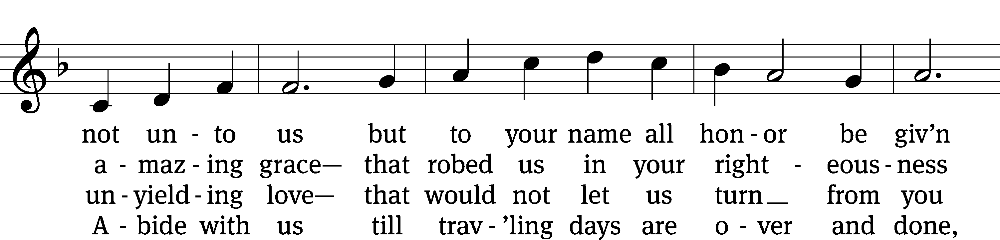 not un - to us but to your name all hon - or be giv’n
a - maz - ing grace— that robed us in your right - eous - ness
un - yield - ing love— that would not let us turn__ from you
A - bide with us till trav - ’ling days are o - ver and done,